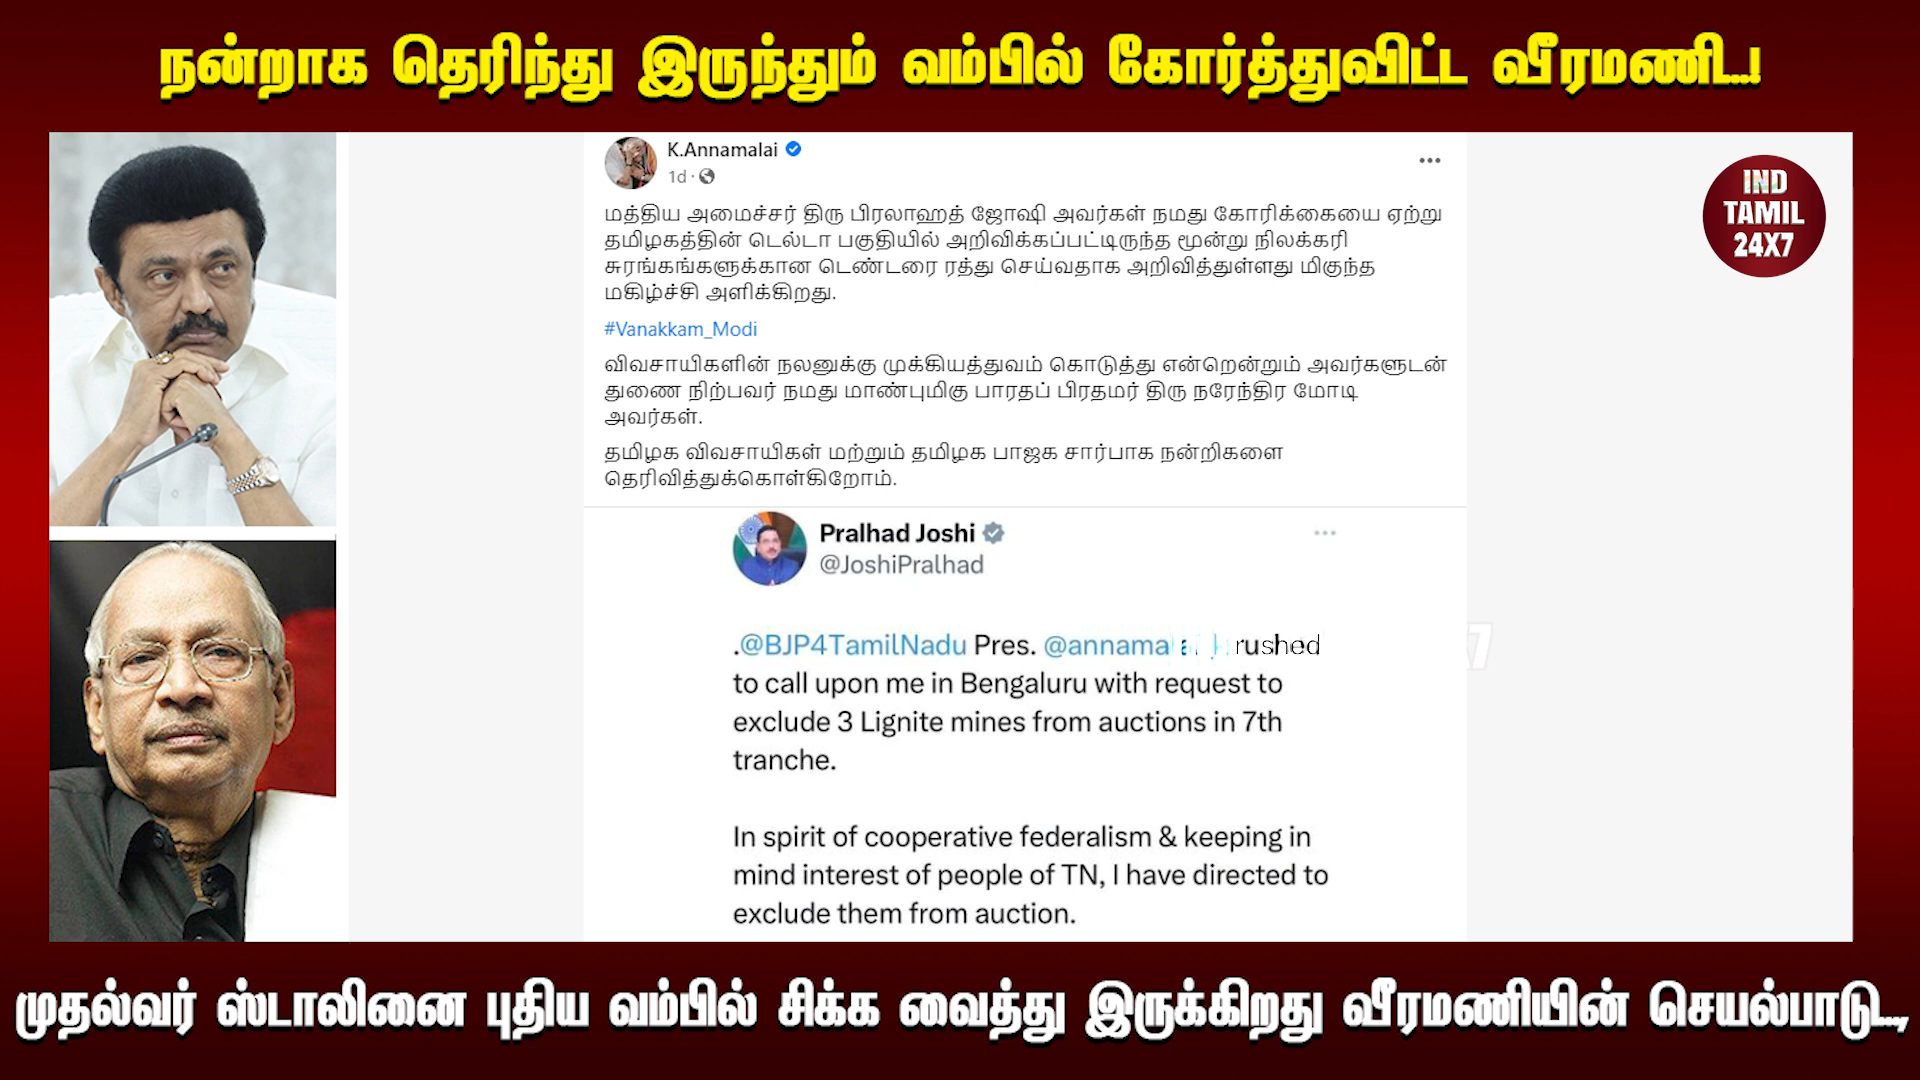 நன்றாக தெரிந்து இருந்தும் வம்பில் கோர்த்துவிட்ட வீரமணி...!
K.Annamalai
1d ·
IND
TAMIL
24X7
மத்திய அமைச்சர் திரு பிரலாஹத் ஜோஷி அவர்கள் நமது கோரிக்கையை ஏற்று
தமிழகத்தின் டெல்டா பகுதியில் அறிவிக்கப்பட்டிருந்த மூன்று நிலக்கரி
சுரங்கங்களுக்கான டெண்டரை ரத்து செய்வதாக அறிவித்துள்ளது மிகுந்த
மகிழ்ச்சி அளிக்கிறது.
#Vanakkam_Modi
விவசாயிகளின் நலனுக்கு முக்கியத்துவம் கொடுத்து என்றென்றும் அவர்களுடன்
துணை நிற்பவர் நமது மாண்புமிகு பாரதப் பிரதமர் திரு நரேந்திர மோடி
அவர்கள்.
தமிழக விவசாயிகள் மற்றும் தமிழக பாஜக சார்பாக நன்றிகளை
தெரிவித்துக்கொள்கிறோம்.
Pralhad Joshi
@JoshiPralhad
.@BJP4TamilNadu Pres. rushed
to call upon me in Bengaluru with request to
exclude 3 Lignite mines from auctions in 7th
tranche.
In spirit of cooperative federalism & keeping in
mind interest of people of TN, I have directed to
exclude them from auction.
முதல்வர் ஸ்டாலினை புதிய வம்பில் சிக்க வைத்து இருக்கிறது வீரமணியின் செயல்பாடு...,